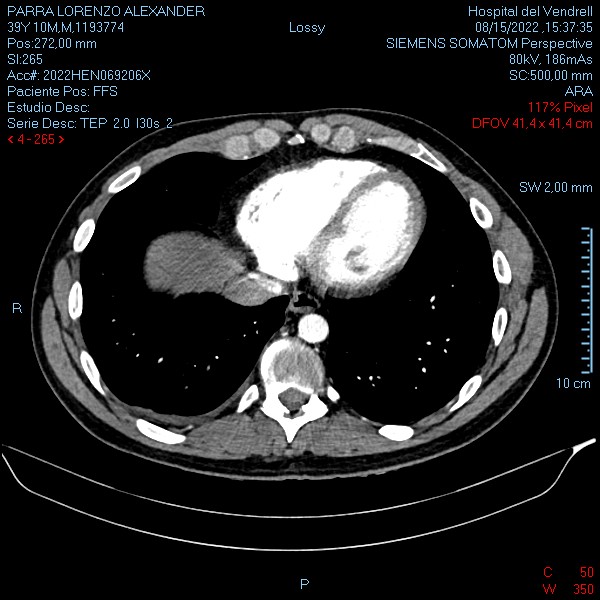 PARRA LORENZO ALEXANDER
39Y 10M,M,1193774
Pos:272,00 mm
SI:265
Acc#: 2022HEN069206X
Paciente Pos: FFS
Estudio Desc:
Serie Desc: TEP 2.0 I30s 2
< 4 - 265 >
Lossy
Hospital del Vendrell
08/15/2022 ,15:37:35
SIEMENS SOMATOM Perspective
80kV, 186mAs
SC:500,00 mm
ARA
117% Pixel
DFOV 41,4 x 41,4 cm
SW 2,00 mm
R
10 cm
P
C 50
W 350